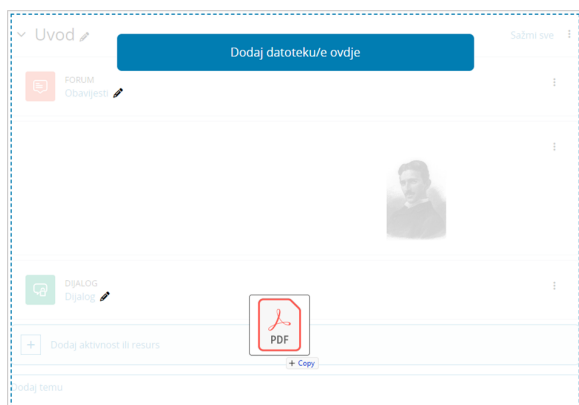 Uvod
Sažmi sve
Dodaj datoteku/e ovdje
FORUM
Obavijesti
DIJALOG
Dijalog
PDF
+ Copy
+ Dodaj aktivnost ili resurs
Dodaj temu